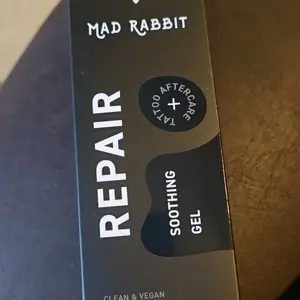 MAD RABBIT
REPAIR
TATTOO AFTERCARE
+
SOOTHING
GEL
CLEAN & VEGAN